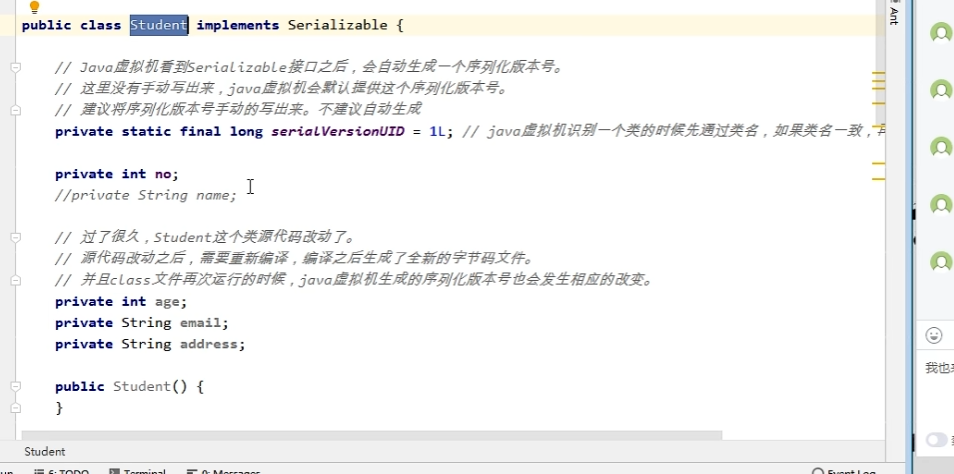 public class Student implements Serializable {
// Java虚拟机看到Serializable接口之后，会自动生成一个序列化版本号。
// 这里没有手动写出来，java虚拟机会默认提供这个序列化版本号。
// 建议将序列化版本号手动的写出来。不建议自动生成
private static final long serialVersionUID = 1L; // java虚拟机识别一个类的时候先通过类名，如果类名一致，
private int no;
//private String name;
// 过了很久，Student这个类源代码改动了。
// 源代码改动之后，需要重新编译，编译之后生成了全新的字节码文件。
// 并且class文件再次运行的时候，java虚拟机生成的序列化版本号也会发生相应的改变。
private int age;
private String email;
private String address;
public Student() {
}
Student
6: TODO Terminal 0: Messages Event Log
Ant
我也